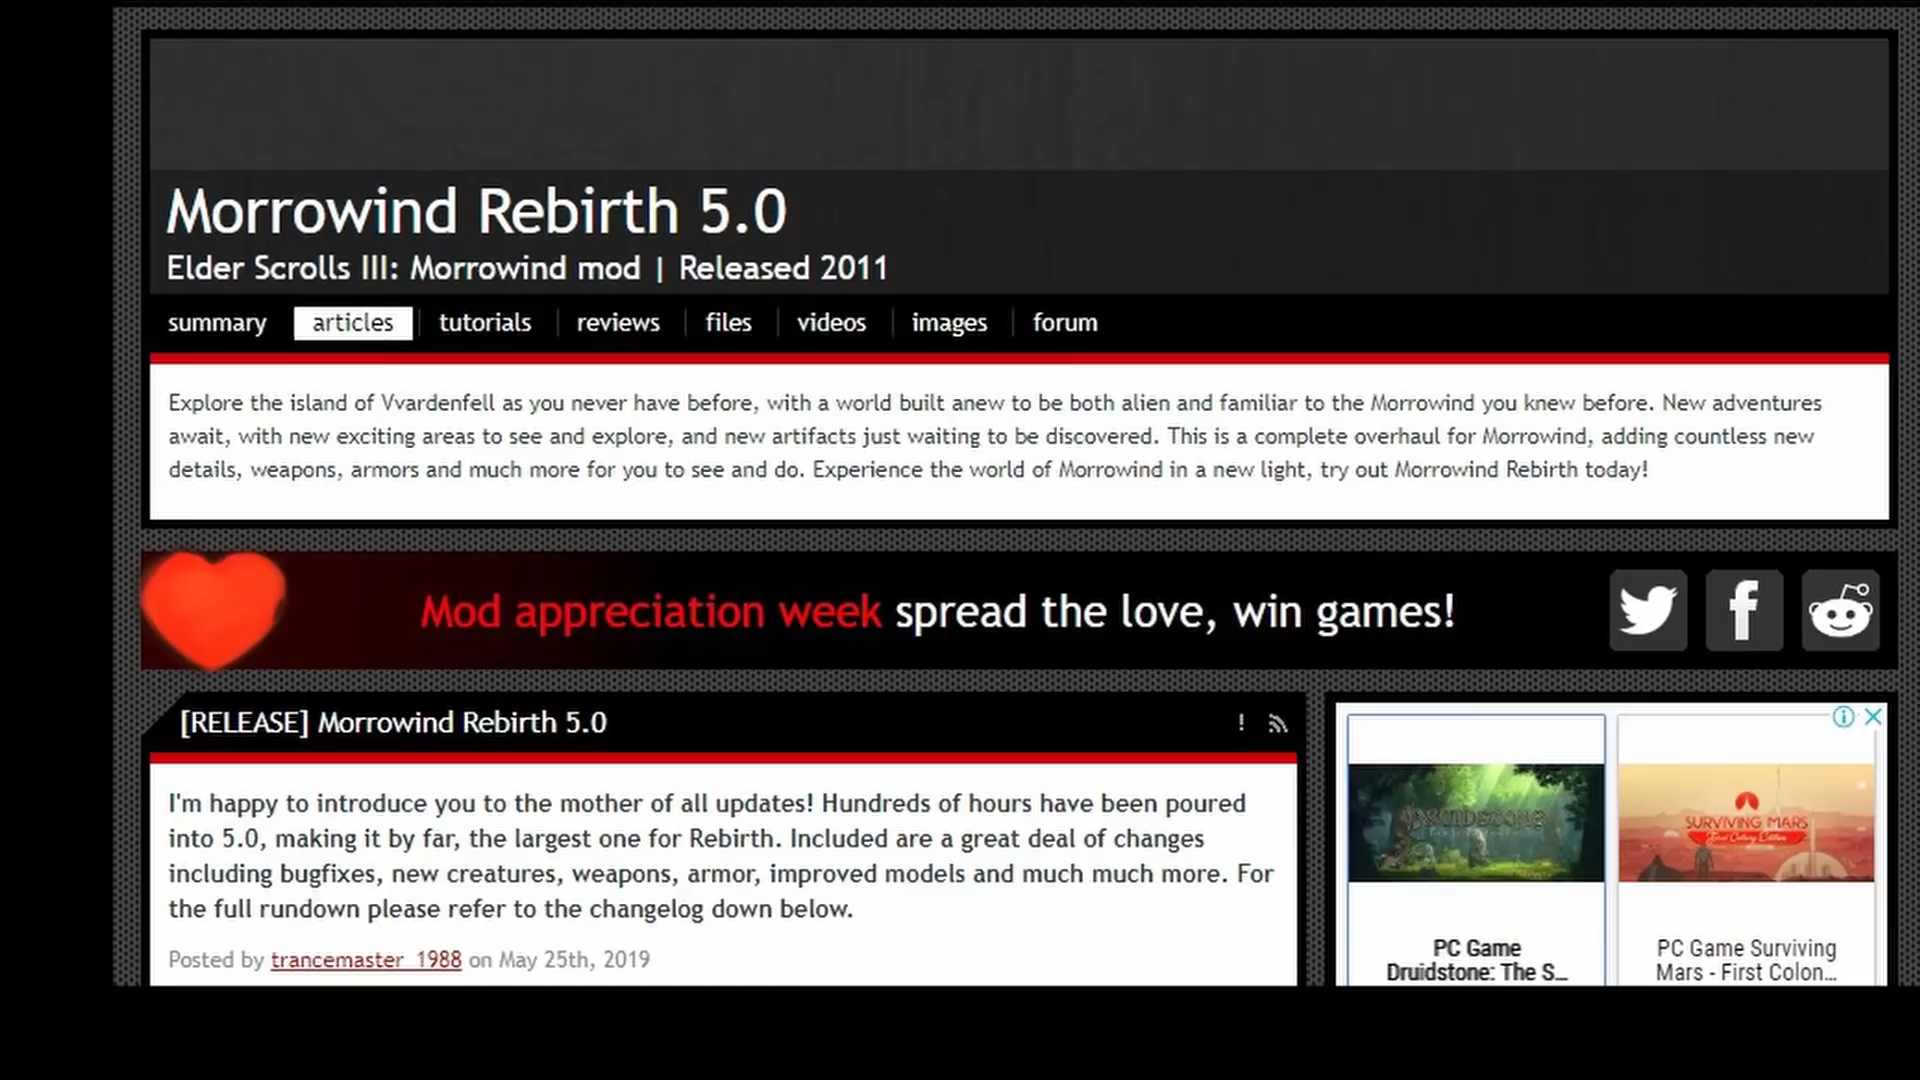 Morrowind Rebirth 5.0
Elder Scrolls III: Morrowind mod | Released 2011
summary articles tutorials reviews files videos images forum
Explore the island of Vvardenfell as you never have before, with a world built anew to be both alien and familiar to the Morrowind you knew before. New adventures
await, with new exciting areas to see and explore, and new artifacts just waiting to be discovered. This is a complete overhaul for Morrowind, adding countless new
details, weapons, armors and much more for you to see and do. Experience the world of Morrowind in a new light, try out Morrowind Rebirth today!
Mod appreciation week spread the love, win games!
[RELEASE] Morrowind Rebirth 5.0
I'm happy to introduce you to the mother of all updates! Hundreds of hours have been poured
into 5.0, making it by far, the largest one for Rebirth. Included are a great deal of changes
including bugfixes, new creatures, weapons, armor, improved models and much much more. For
the full rundown please refer to the changelog down below.
Posted by trancemaster_1988 on May 25th, 2019
DRUIDSTONE
PC Game
Druidstone: The S...
SURVIVING MARS
First Colony Edition
PC Game Surviving
Mars - First Colon...